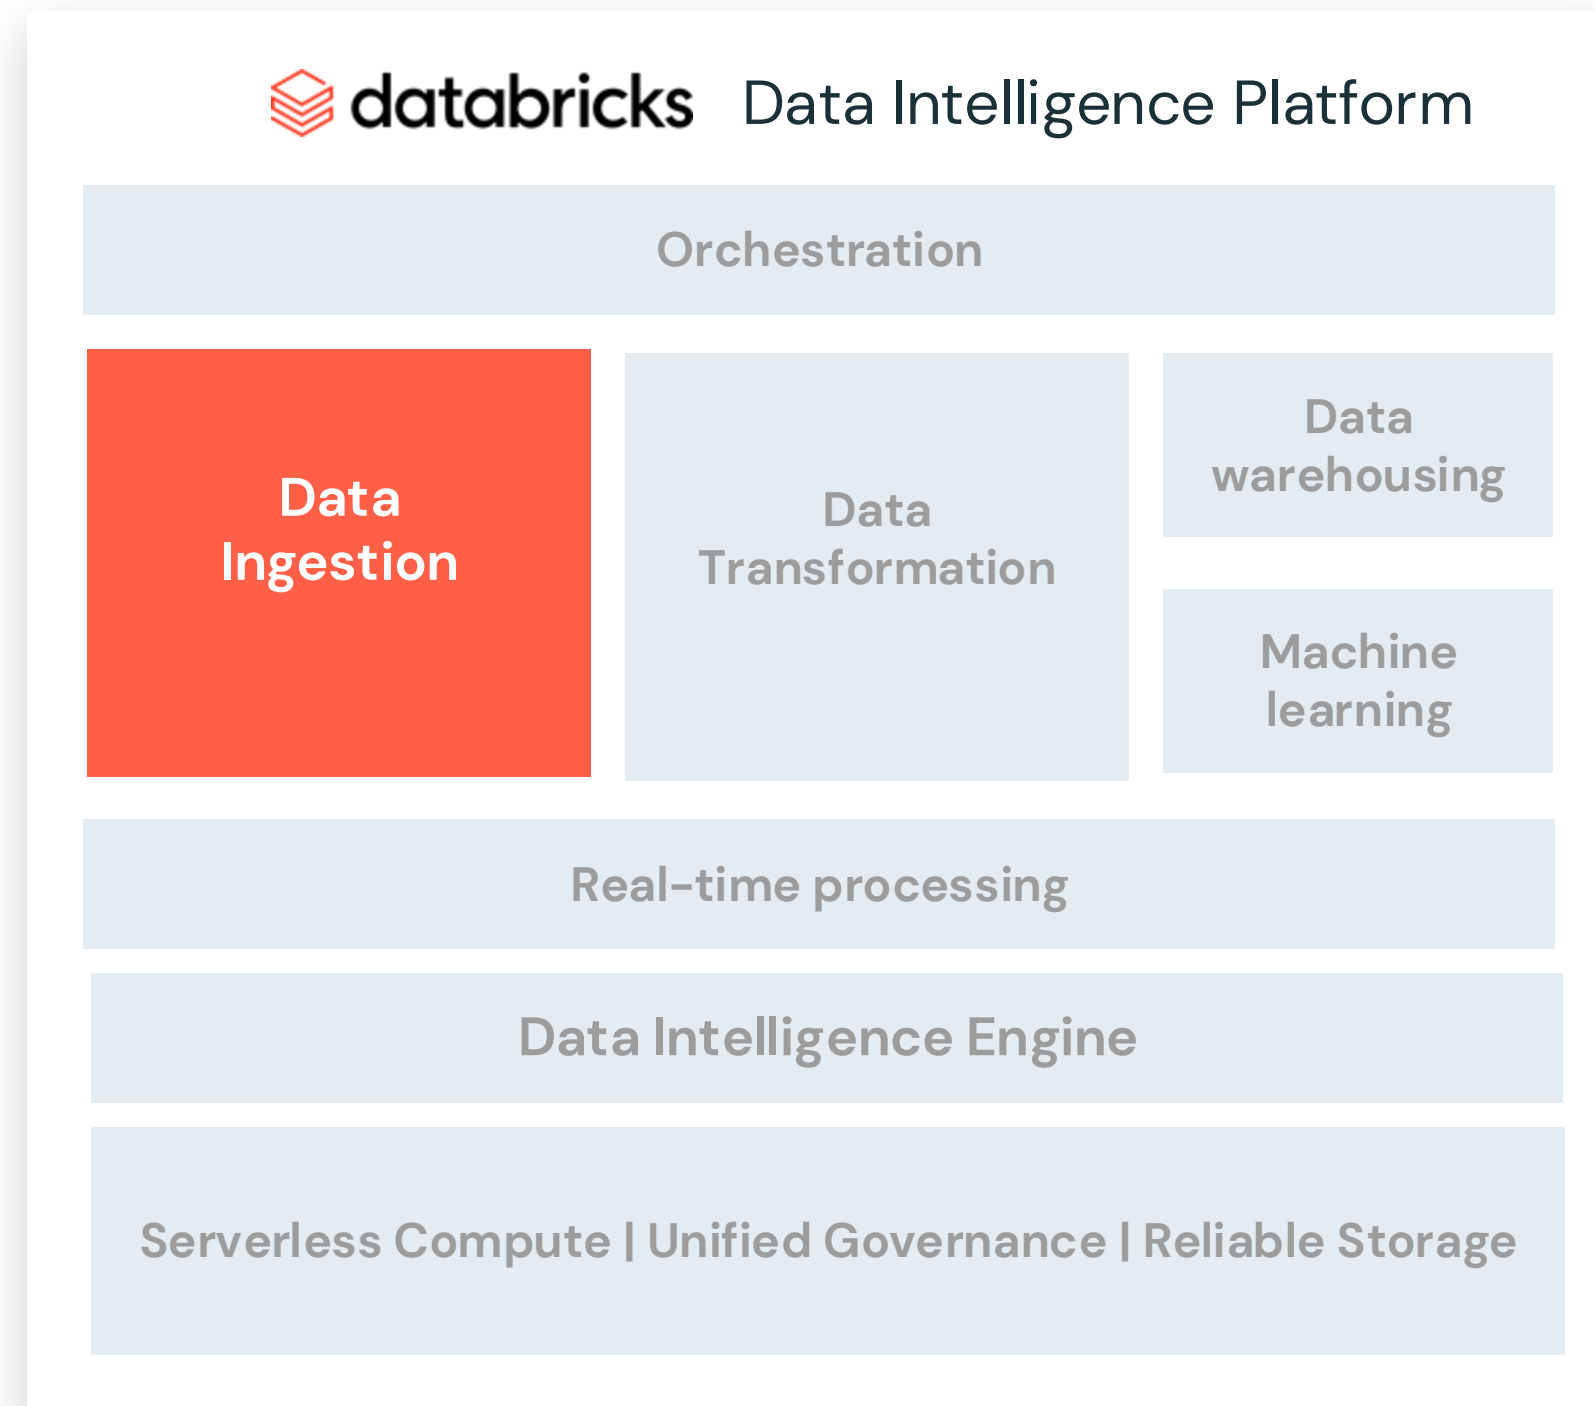 databricks Data Intelligence Platform
Orchestration
Data
Ingestion
Data
Transformation
Data
warehousing
Machine
learning
Real-time processing
Data Intelligence Engine
Serverless Compute | Unified Governance | Reliable Storage